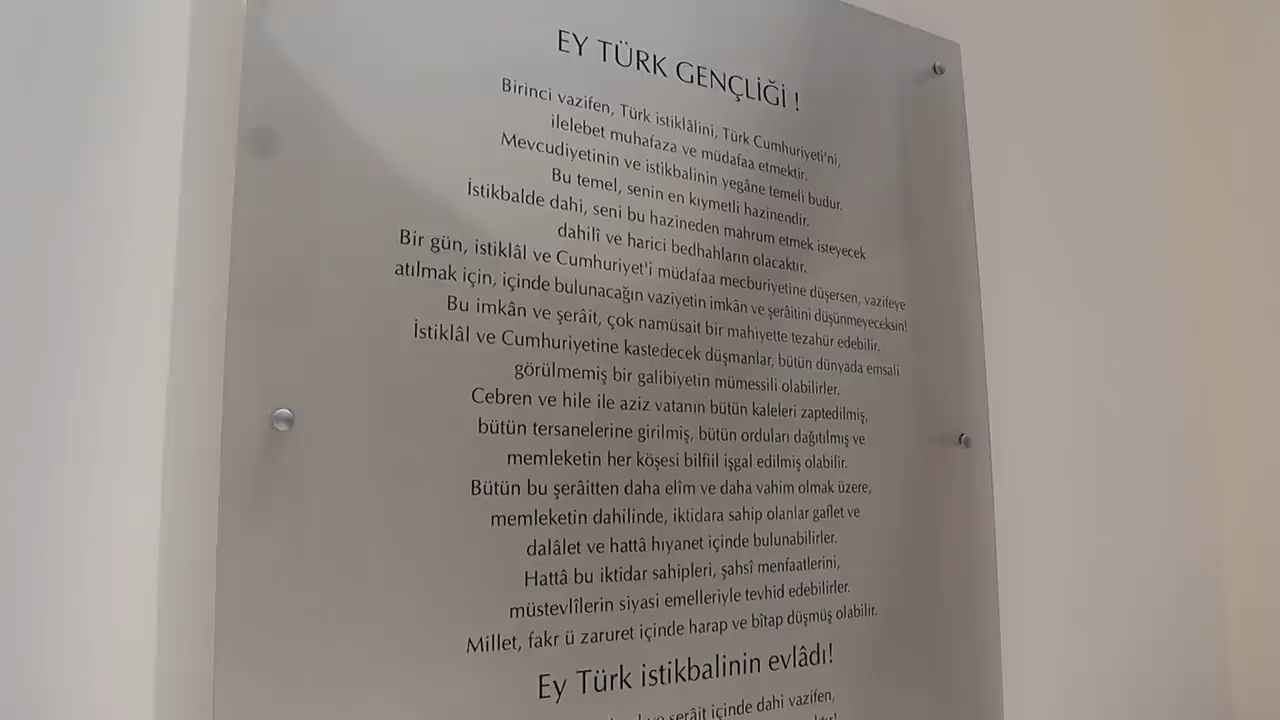 EY TÜRK GENÇLİĞİ !
Birinci vazifen, Türk istiklâlini, Türk Cumhuriyeti'ni,
ilelebet muhafaza ve müdafaa etmektir.
Mevcudiyetinin ve istikbalinin yegâne temeli budur.
Bu temel, senin en kıymetli hazinendir.
İstikbalde dahi, seni bu hazineden mahrum etmek isteyecek
dahilî ve harici bedhahların olacaktır.
Bir gün, istiklâl ve Cumhuriyet'i müdafaa mecburiyetine düşersen, vazifeye
atılmak için, içinde bulunacağın vaziyetin imkân ve şerâitini düşünmeyeceksin!
Bu imkân ve şerâit, çok namüsait bir mahiyette tezahür edebilir.
İstiklâl ve Cumhuriyetine kastedecek düşmanlar, bütün dünyada emsali
görülmemiş bir galibiyetin mümessili olabilirler.
Cebren ve hile ile aziz vatanın bütün kaleleri zaptedilmiş,
bütün tersanelerine girilmiş, bütün orduları dağıtılmış ve
memleketin her köşesi bilfiil işgal edilmiş olabilir.
Bütün bu şerâitten daha elîm ve daha vahim olmak üzere,
memleketin dahilinde, iktidara sahip olanlar gaflet ve
dalâlet ve hattâ hıyanet içinde bulunabilirler.
Hattâ bu iktidar sahipleri, şahsî menfaatlerini,
müstevlîlerin siyasi emelleriyle tevhid edebilirler.
Millet, fakr ü zaruret içinde harap ve bîtap düşmüş olabilir.
Ey Türk istikbalinin evlâdı!
ve şerâit içinde dahi vazifen,